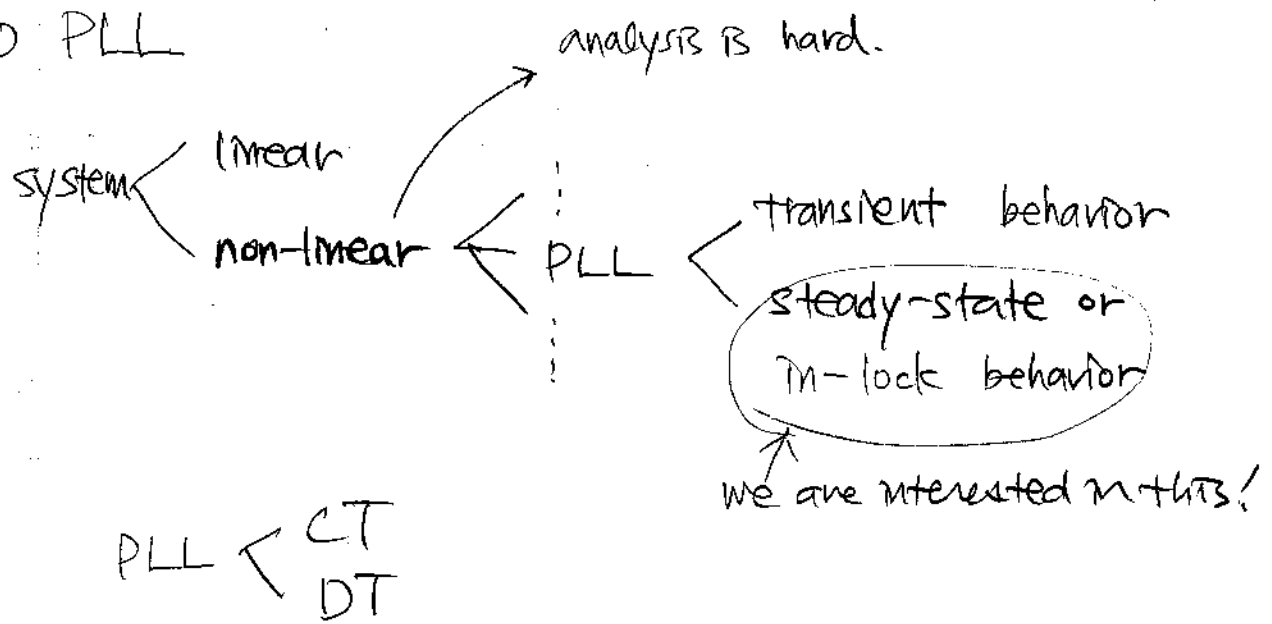 PLL
analysis is hard.
system
linear
non-linear
PLL
transient behavior
steady-state or
in-lock behavior
we are interested in this!
PLL
CT
DT